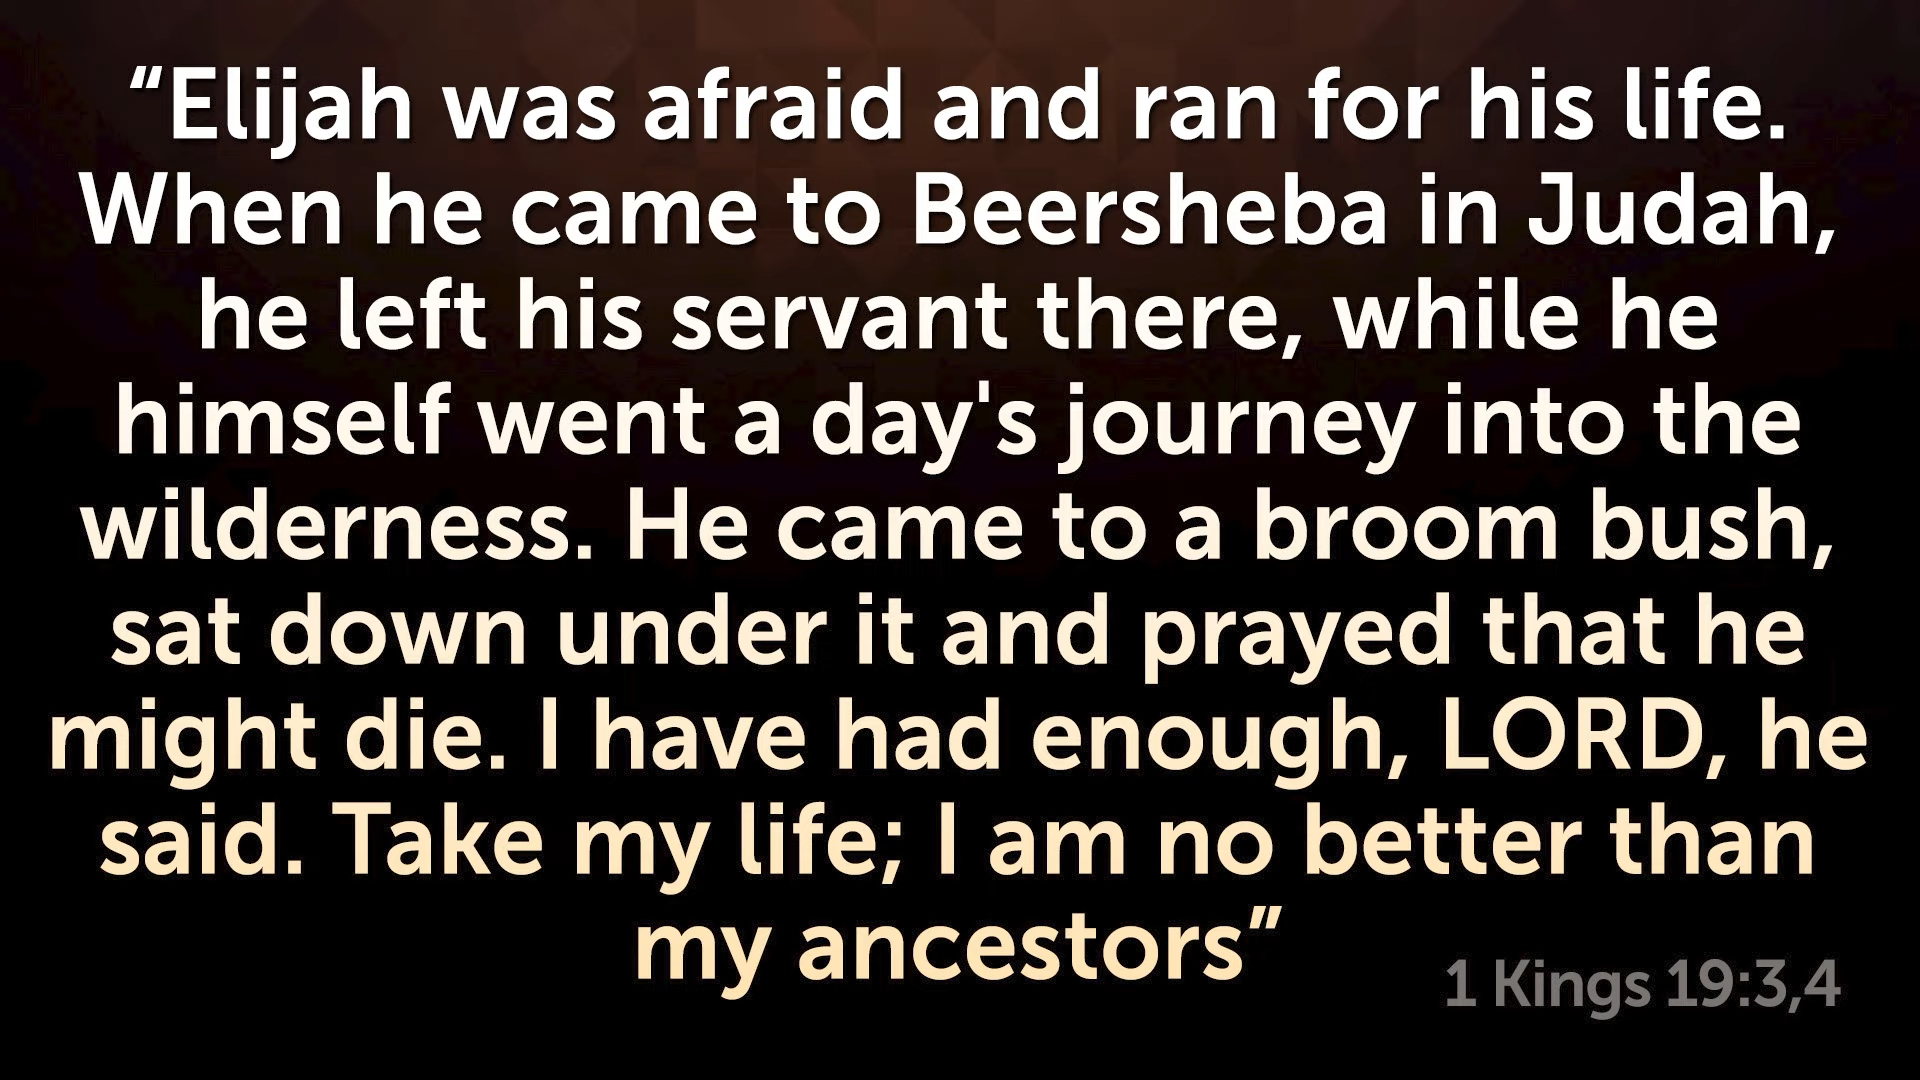 “Elijah was afraid and ran for his life.
When he came to Beersheba in Judah,
he left his servant there, while he
himself went a day's journey into the
wilderness. He came to a broom bush,
sat down under it and prayed that he
might die. I have had enough, LORD, he
said. Take my life; I am no better than
my ancestors”
1 Kings 19:3,4